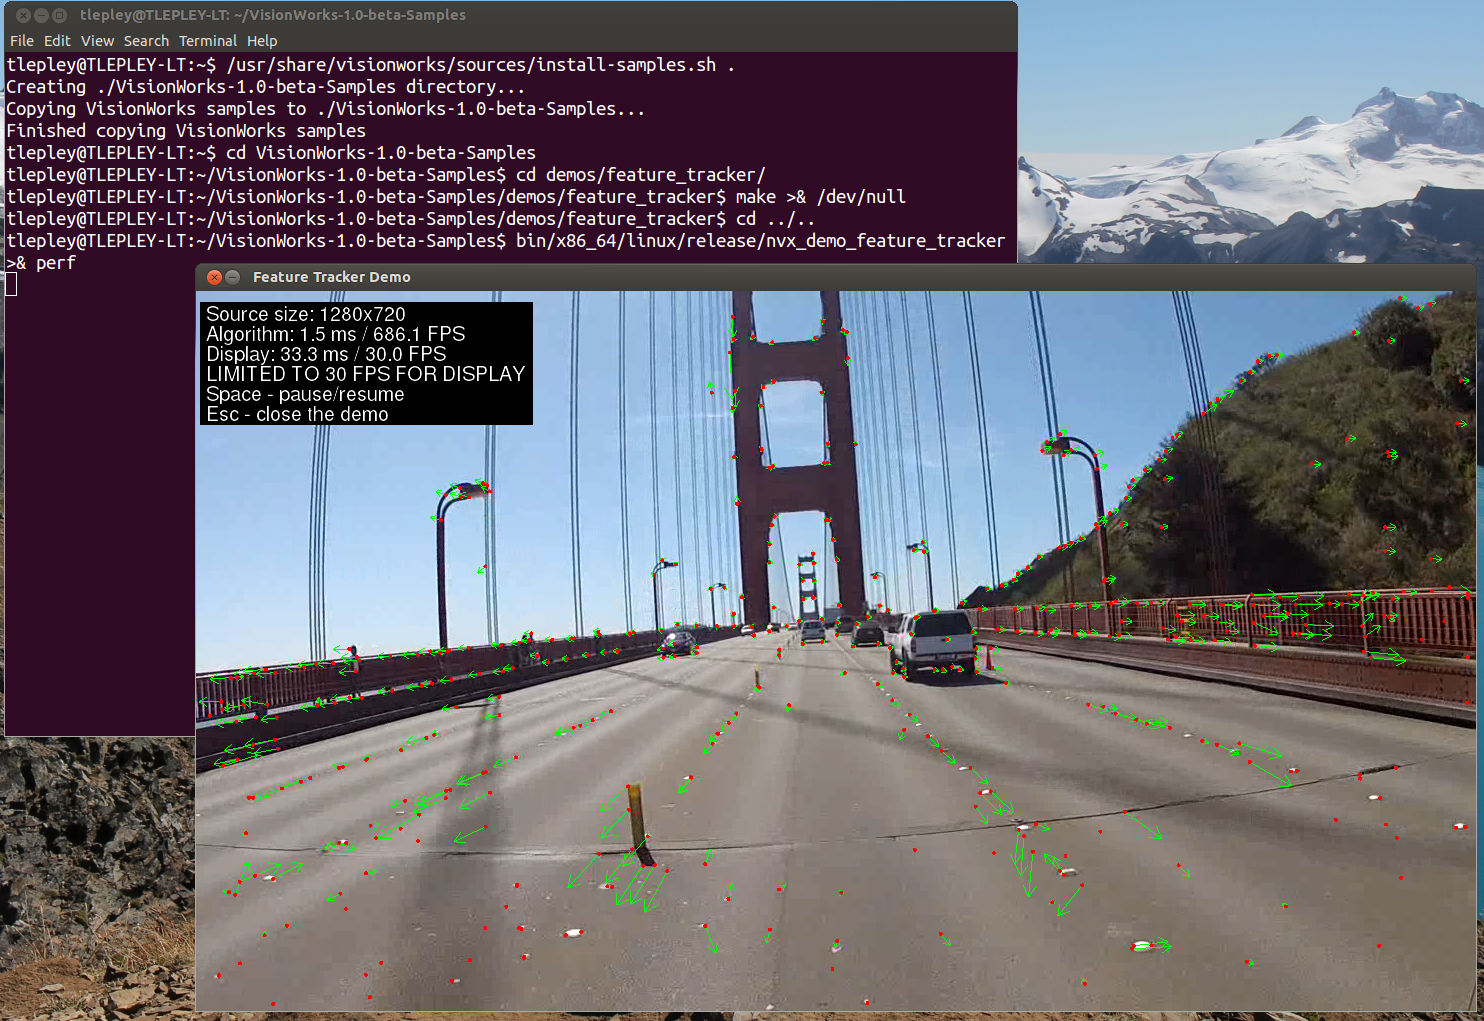 tlepley@TLEPLEY-LT: ~/VisionWorks-1.0-beta-Samples
File Edit View Search Terminal Help
tlepley@TLEPLEY-LT:~$ /usr/share/visionworks/sources/install-samples.sh .
Creating ./VisionWorks-1.0-beta-Samples directory...
Copying VisionWorks samples to ./VisionWorks-1.0-beta-Samples...
Finished copying VisionWorks samples
tlepley@TLEPLEY-LT:~$ cd VisionWorks-1.0-beta-Samples
tlepley@TLEPLEY-LT:~/VisionWorks-1.0-beta-Samples$ cd demos/feature_tracker/
tlepley@TLEPLEY-LT:~/VisionWorks-1.0-beta-Samples/demos/feature_tracker$ make >& /dev/null
tlepley@TLEPLEY-LT:~/VisionWorks-1.0-beta-Samples/demos/feature_tracker$ cd ../..
tlepley@TLEPLEY-LT:~/VisionWorks-1.0-beta-Samples$ bin/x86_64/linux/release/nvx_demo_feature_tracker
>& perf
Feature Tracker Demo
Source size: 1280x720
Algorithm: 1.5 ms / 686.1 FPS
Display: 33.3 ms / 30.0 FPS
LIMITED TO 30 FPS FOR DISPLAY
Space - pause/resume
Esc - close the demo